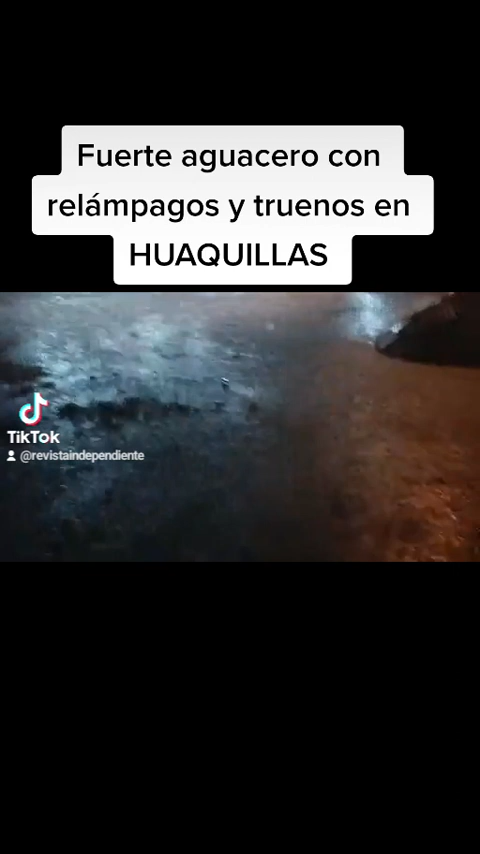 Fuerte aguacero con
relámpagos y truenos en
HUAQUILLAS
TikTok
@revistaindependiente